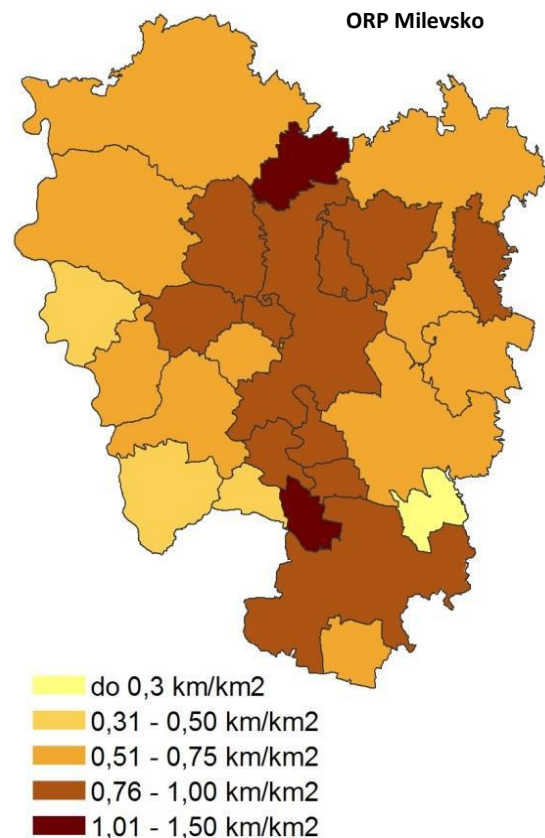 ORP Milevsko
do 0,3 km/km2
0,31 - 0,50 km/km2
0,51 - 0,75 km/km2
0,76 - 1,00 km/km2
1,01 - 1,50 km/km2